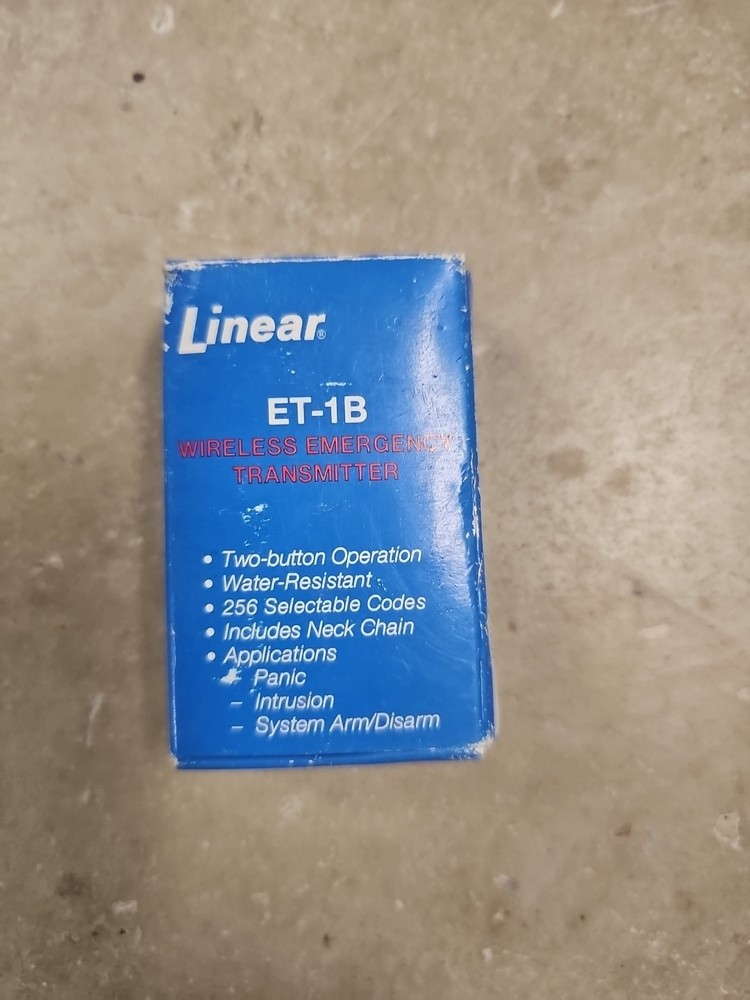 Linear®
ET-1B
WIRELESS EMERGENCY
TRANSMITTER
• Two-button Operation
• Water-Resistant
• 256 Selectable Codes
• Includes Neck Chain
• Applications
– Panic
– Intrusion
– System Arm/Disarm